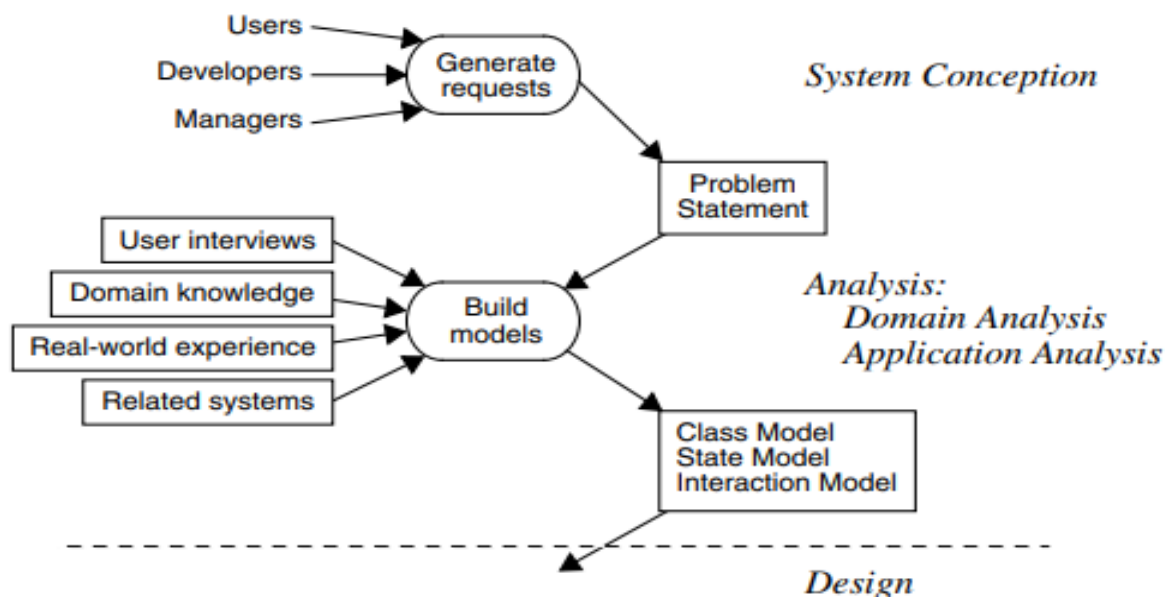 Users
Developers
Managers
Generate
requests
System Conception
Problem
Statement
User interviews
Domain knowledge
Real-world experience
Related systems
Build
models
Analysis:
Domain Analysis
Application Analysis
Class Model
State Model
Interaction Model
Design